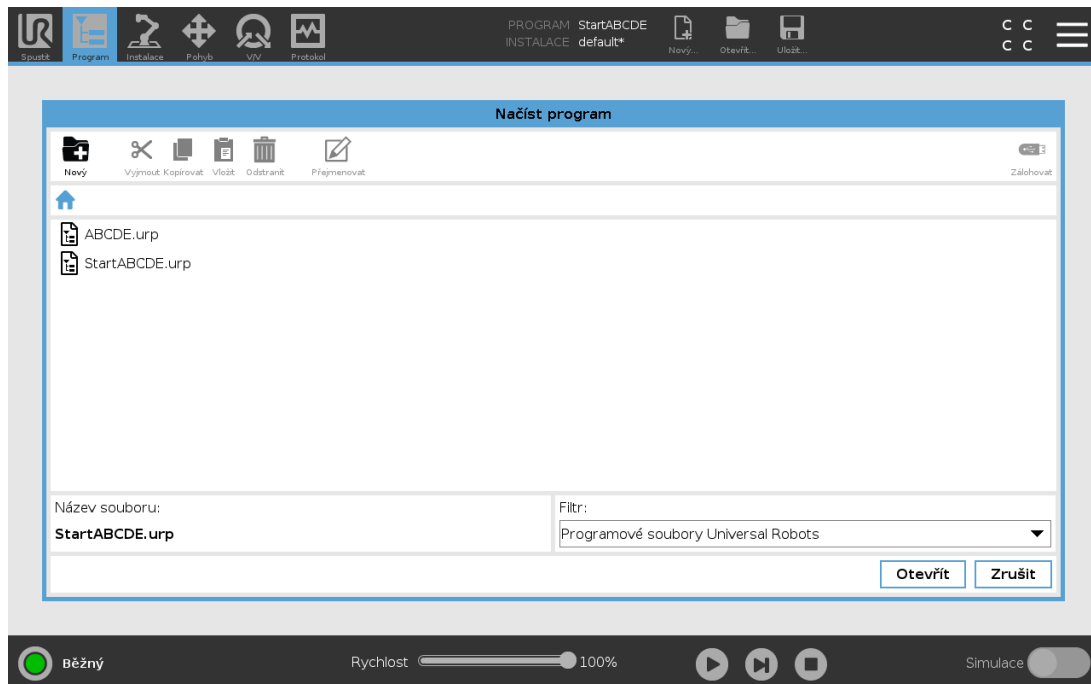 UR
PROGRAM StartABCDE
INSTALACE default*
C C
C C
Spustit Program Instalace Pohyb V/V Protokol Nový... Otevřít... Uložit...
Načíst program
Nový Vyjmout Kopírovat Vložit Odstranit Přejmenovat Zálohovat
ABCDE.urp
StartABCDE.urp
Název souboru: Filtr:
StartABCDE.urp Programové soubory Universal Robots
Otevřít Zrušit
Běžný Rychlost 100% Simulace